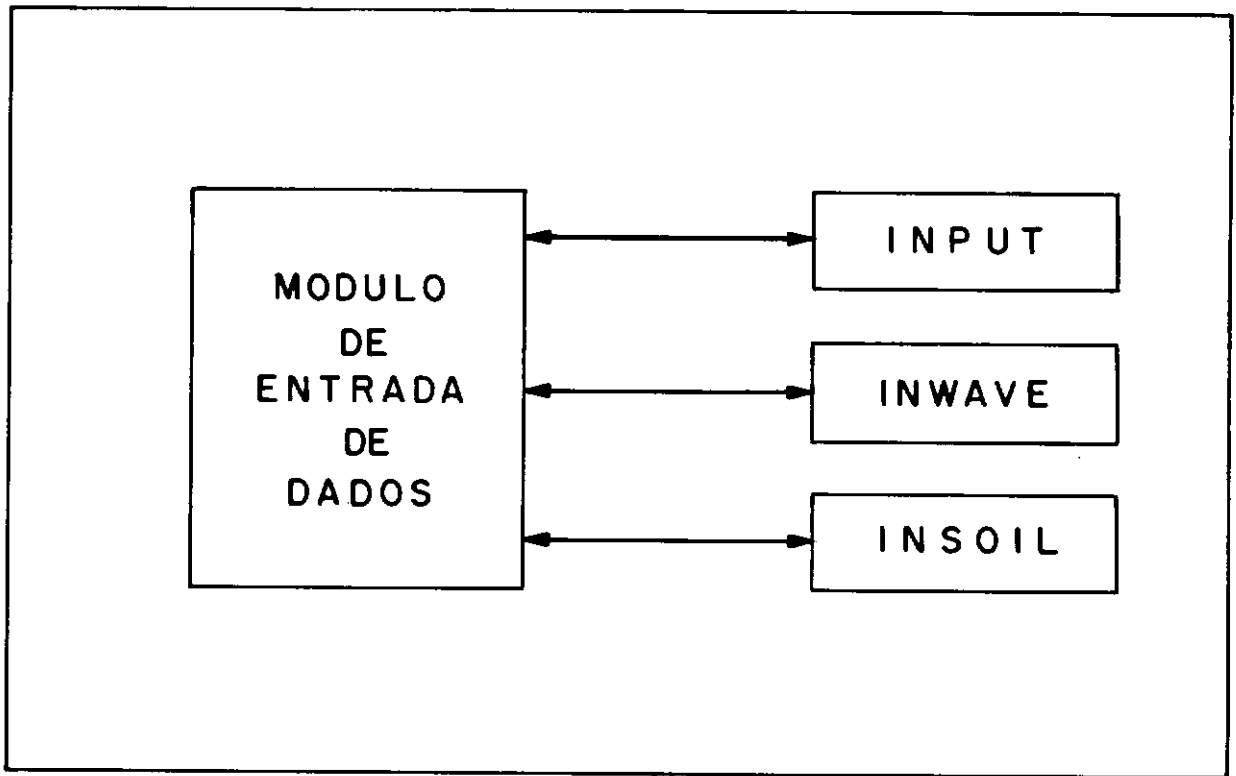 MODULO
DE
ENTRADA
DE
DADOS
INPUT
INWAVE
INSOIL